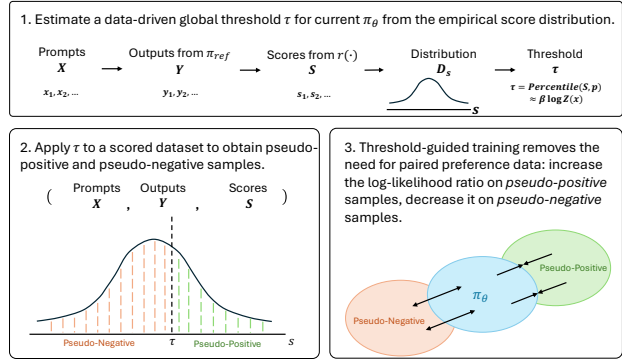 1. Estimate a data-driven global threshold τ for current π_θ from the empirical score distribution.
Prompts Outputs from π_ref Scores from r(·) Distribution Threshold
X Y S D_s τ
x₁, x₂, ... y₁, y₂, ... s₁, s₂, ... τ = Percentile(S, p)
≈ β log Z(x)
S
2. Apply τ to a scored dataset to obtain pseudo-
positive and pseudo-negative samples.
( Prompts Outputs Scores )
X , Y , S
Pseudo-Negative τ Pseudo-Positive s
3. Threshold-guided training removes the
need for paired preference data: increase
the log-likelihood ratio on pseudo-positive
samples, decrease it on pseudo-negative
samples.
Pseudo-Positive
π_θ
Pseudo-Negative